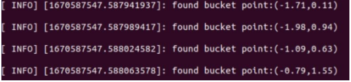 [ INFO] [1670587547.587941937]: found bucket point:(-1.71,0.11)
[ INFO] [1670587547.587989417]: found bucket point:(-1.98,0.94)
[ INFO] [1670587547.588024582]: found bucket point:(-1.09,0.63)
[ INFO] [1670587547.588063578]: found bucket point:(-0.79,1.55)